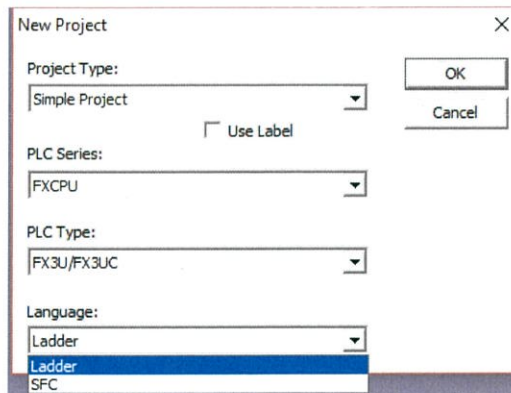 New Project
Project Type:
OK
Simple Project
Cancel
Use Label
PLC Series:
FXCPU
PLC Type:
FX3U/FX3UC
Language:
Ladder
Ladder
SFC